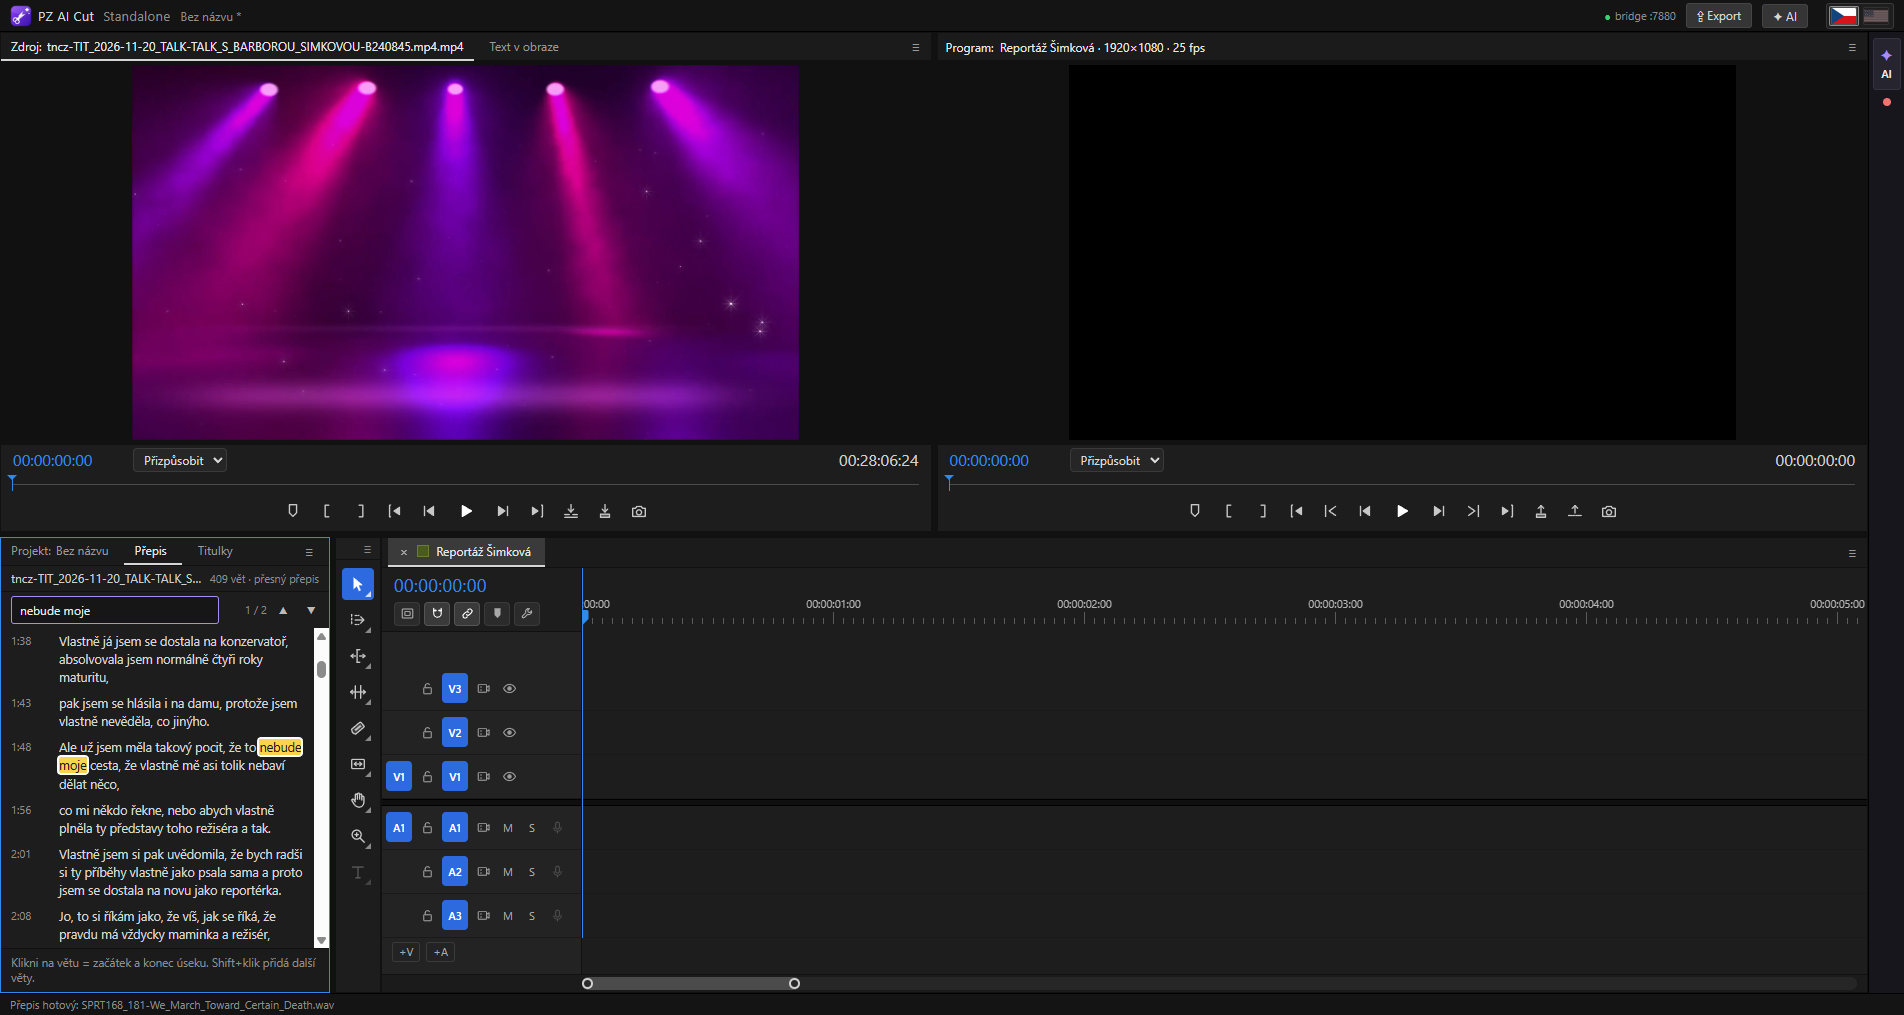 PZ AI Cut Standalone Bez názvu *
bridge :7880 Export AI
Zdroj: tncz-TIT_2026-11-20_TALK-TALK_S_BARBOROU_SIMKOVOU-B240845.mp4.mp4 Text v obraze
Program: Reportáž Šimková · 1920×1080 · 25 fps
AI
00:00:00:00 Přizpůsobit 00:28:06:24
00:00:00:00 Přizpůsobit 00:00:00:00
Projekt: Bez názvu Přepis Titulky
tncz-TIT_2026-11-20_TALK-TALK_S... 409 vět · přesný přepis
nebude moje 1 / 2
1:38 Vlastně já jsem se dostala na konzervatoř,
absolvovala jsem normálně čtyři roky
maturitu,
1:43 pak jsem se hlásila i na damu, protože jsem
vlastně nevěděla, co jinýho.
1:48 Ale už jsem měla takový pocit, že to nebude
moje cesta, že vlastně mě asi tolik nebaví
dělat něco,
1:56 co mi někdo řekne, nebo abych vlastně
plněla ty představy toho režiséra a tak.
2:01 Vlastně jsem si pak uvědomila, že bych radši
si ty příběhy vlastně jako psala sama a proto
jsem se dostala na novu jako reportérka.
2:08 Jo, to si říkám jako, že víš, jak se říká, že
pravdu má vždycky maminka a režisér,
Klikni na větu = začátek a konec úseku. Shift+klik přidá další
věty.
× Reportáž Šimková
00:00:00:00
00:00 00:00:01:00 00:00:02:00 00:00:03:00 00:00:04:00 00:00:05:00
V3
V2
V1 V1
A1 A1 M S
A2 M S
A3 M S
+V +A
T
Přepis hotový: SPRT168_181-We_March_Toward_Certain_Death.wav